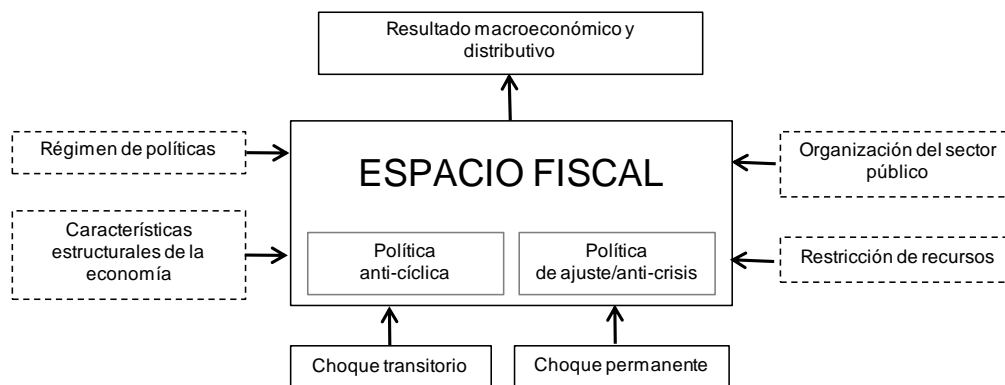 Resultado macroeconómico y
distributivo
Régimen de políticas
Características
estructurales de la
economía
ESPACIO FISCAL
Política
anti-cíclica
Política
de ajuste/anti-crisis
Organización del sector
público
Restricción de recursos
Choque transitorio
Choque permanente